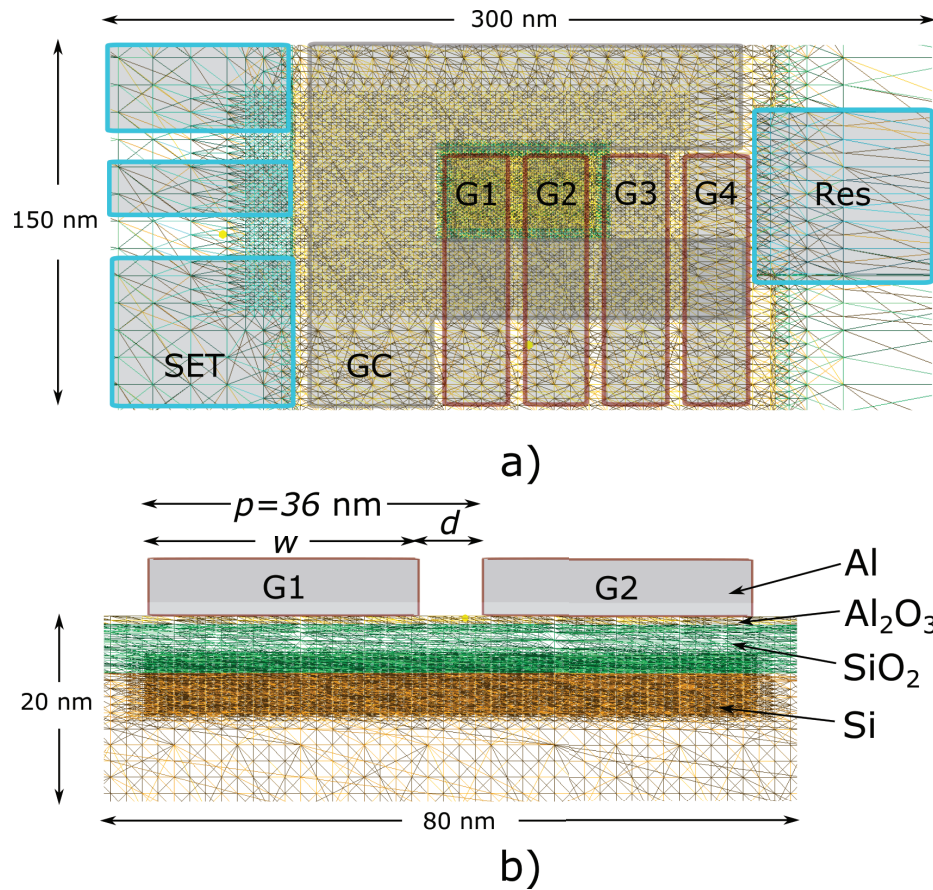 300 nm
150 nm
G1 G2 G3 G4 Res
SET GC
a)
p=36 nm
w d
G1 G2
Al
Al₂O₃
SiO₂
Si
20 nm
80 nm
b)